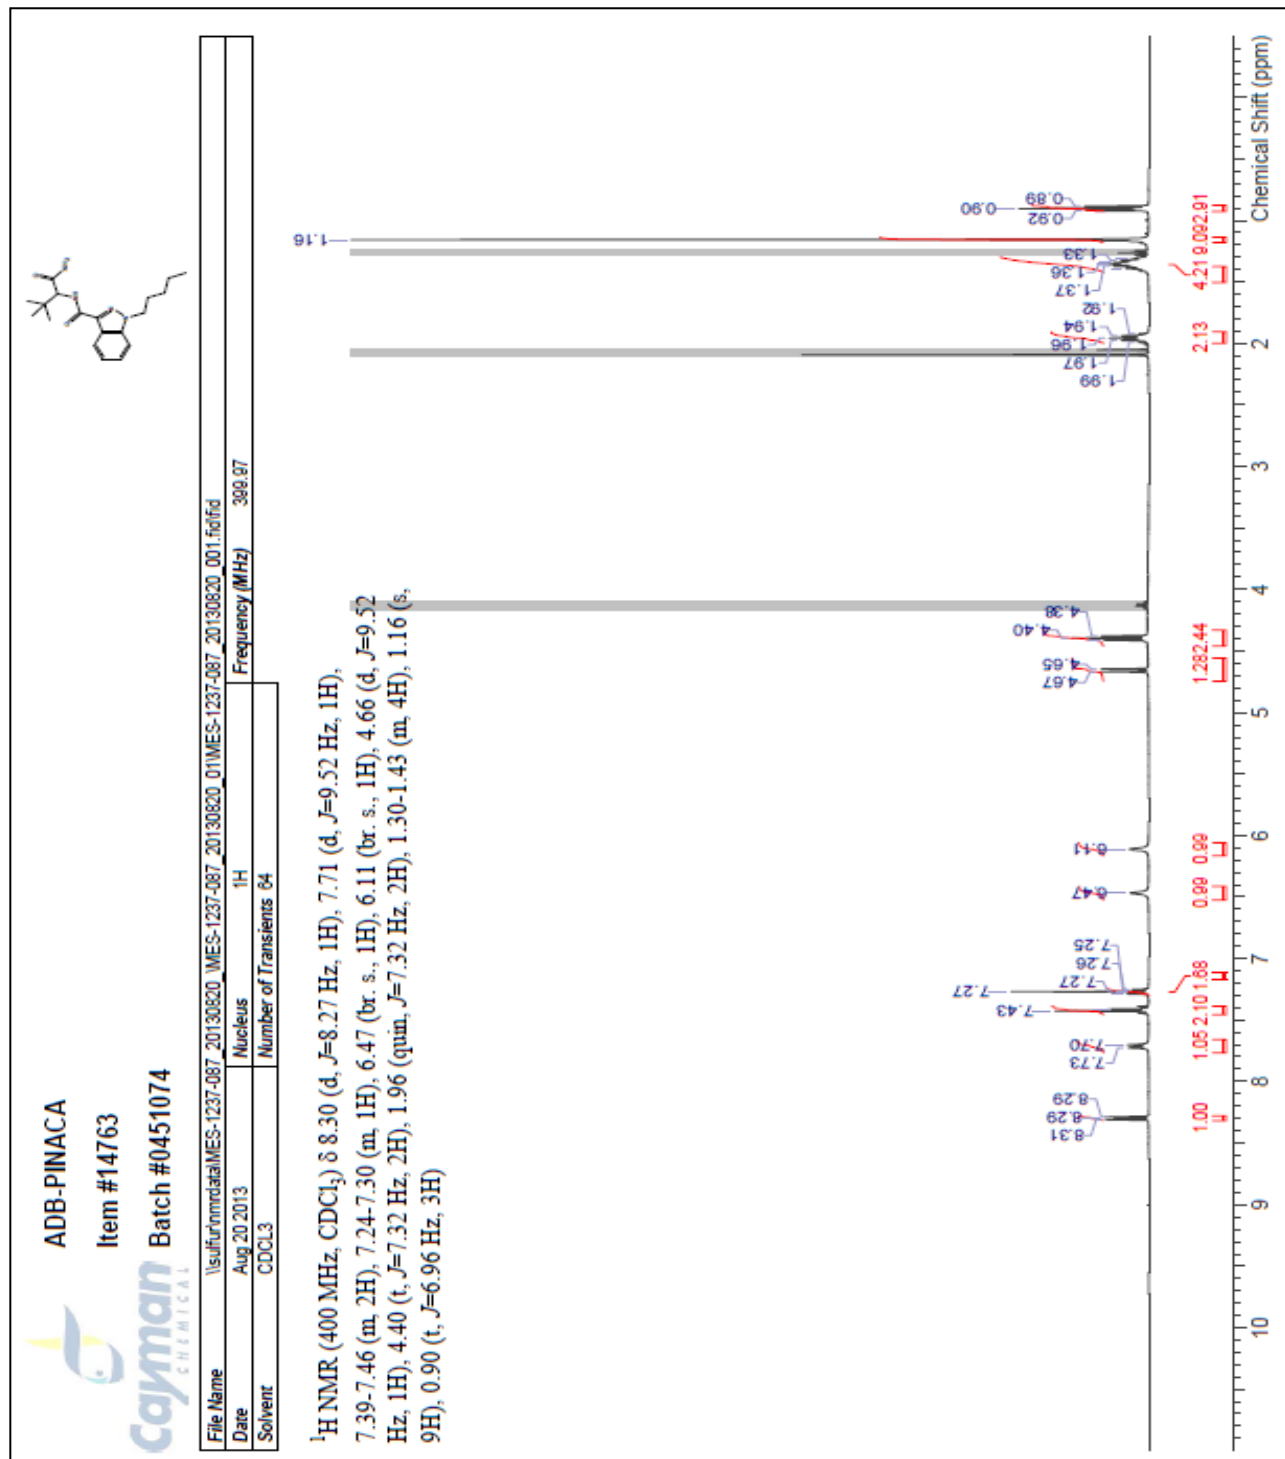 ADB-PINACA
Item #14763
Batch #0451074
Cayman
CHEMICAL
File Name \\sulfur\nmrdata\MES-1237-087_20130820_\MES-1237-087_20130820_01\MES-1237-087_20130820_001.fid\fid
Date Aug 20 2013 Nucleus 1H Frequency (MHz) 399.97
Solvent CDCL3 Number of Transients 64
¹H NMR (400 MHz, CDCl₃) δ 8.30 (d, J=8.27 Hz, 1H), 7.71 (d, J=9.52 Hz, 1H),
7.39-7.46 (m, 2H), 7.24-7.30 (m, 1H), 6.47 (br. s., 1H), 6.11 (br. s., 1H), 4.66 (d, J=9.52
Hz, 1H), 4.40 (t, J=7.32 Hz, 2H), 1.96 (quin, J=7.32 Hz, 2H), 1.30-1.43 (m, 4H), 1.16 (s,
9H), 0.90 (t, J=6.96 Hz, 3H)
8.31
8.29
8.29
7.73
7.70
7.43
7.27
7.27
7.26
7.25
6.47
6.11
4.67
4.65
4.40
4.38
1.99
1.97
1.96
1.94
1.92
1.37
1.36
1.33
1.16
0.92
0.90
0.89
1.00 1.05 2.10 1.68 0.99 0.99 1.28 2.44 2.13 4.21 9.09 2.91
10 9 8 7 6 5 4 3 2
Chemical Shift (ppm)